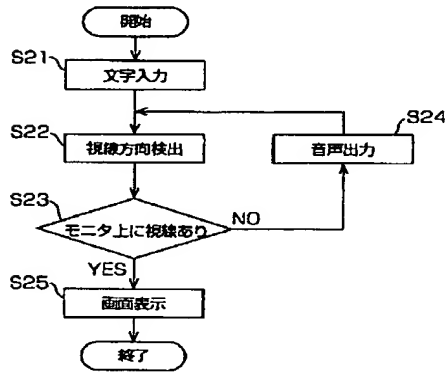 開始
S21
文字入力
S22
視線方向検出
S24
音声出力
S23
モニタ上に視線あり
NO
YES
S25
画面表示
終了